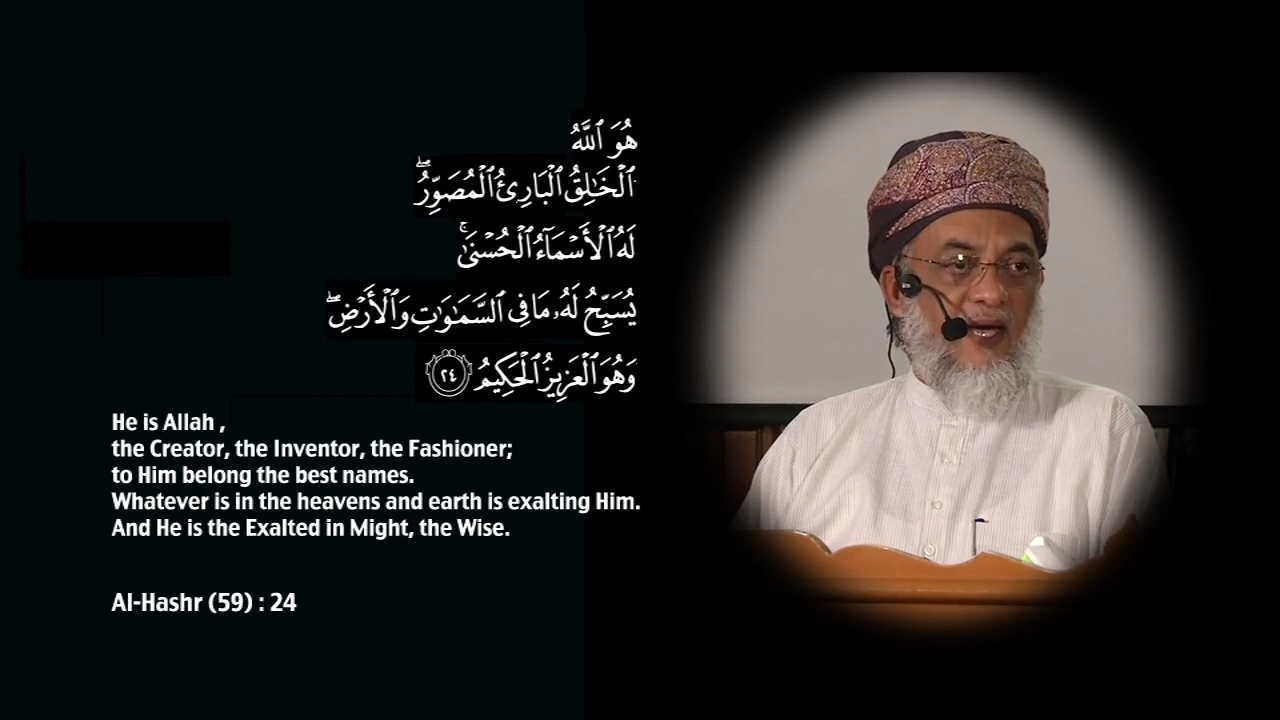 هُوَ ٱللَّهُ
ٱلْخَـٰلِقُ ٱلْبَارِئُ ٱلْمُصَوِّرُ ۖ
لَهُ ٱلْأَسْمَآءُ ٱلْحُسْنَىٰ ۚ
يُسَبِّحُ لَهُۥ مَا فِى ٱلسَّمَـٰوَٰتِ وَٱلْأَرْضِ ۖ
وَهُوَ ٱلْعَزِيزُ ٱلْحَكِيمُ ٢٤
He is Allah ,
the Creator, the Inventor, the Fashioner;
to Him belong the best names.
Whatever is in the heavens and earth is exalting Him.
And He is the Exalted in Might, the Wise.
Al-Hashr (59) : 24